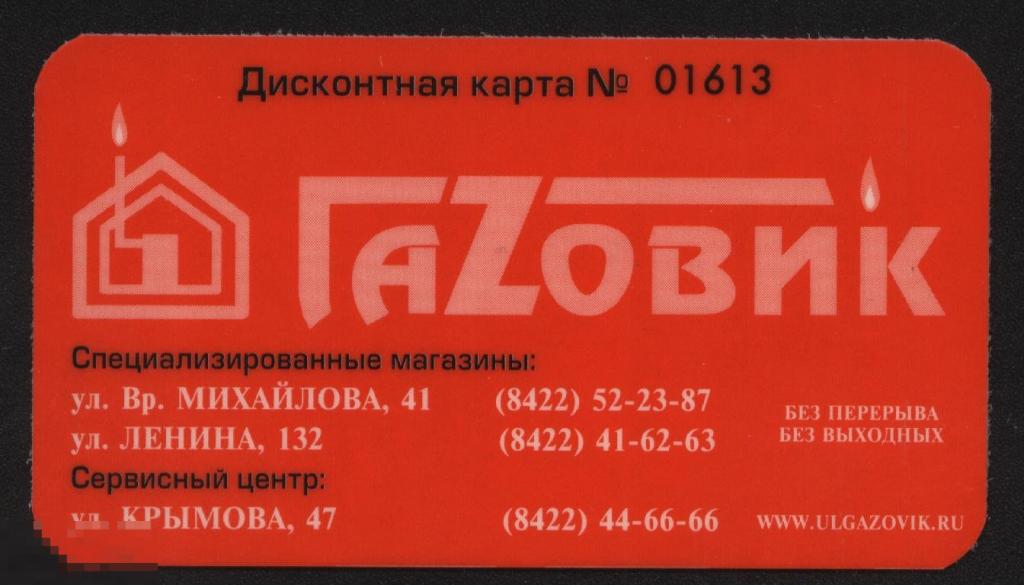 Дисконтная карта № 01613
ГАZОВИК
Специализированные магазины:
ул. Вр. МИХАЙЛОВА, 41 (8422) 52-23-87
ул. ЛЕНИНА, 132 (8422) 41-62-63
БЕЗ ПЕРЕРЫВА
БЕЗ ВЫХОДНЫХ
Сервисный центр:
ул. КРЫМОВА, 47 (8422) 44-66-66 WWW.ULGAZOVIK.RU